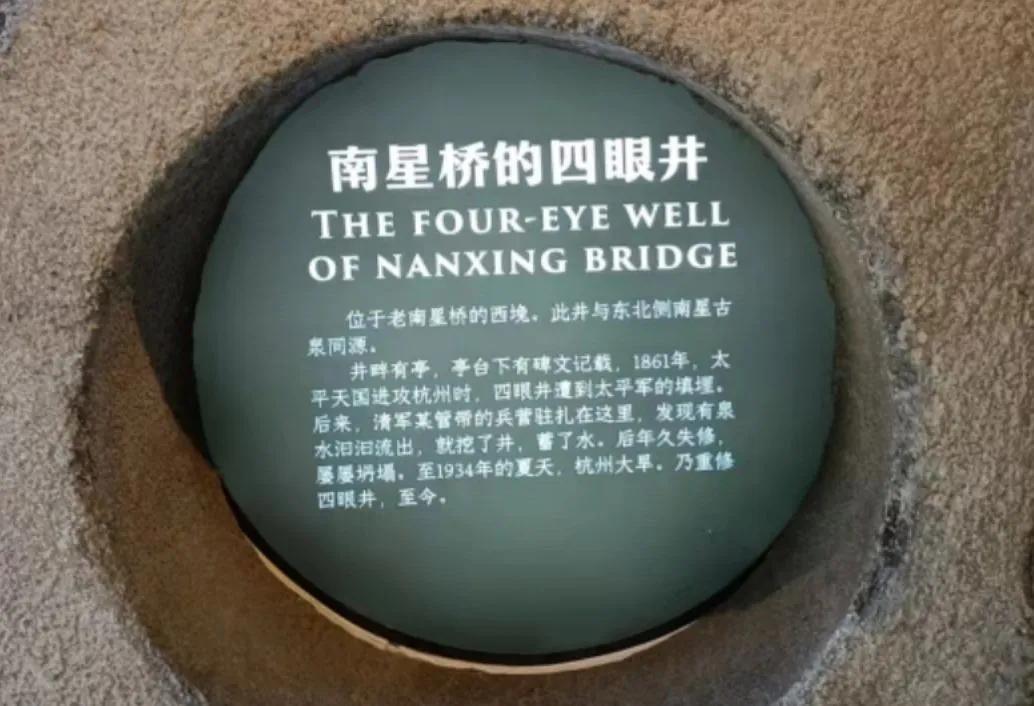 南星桥的四眼井
THE FOUR-EYE WELL
OF NANXING BRIDGE
位于老南星桥的西堍。此井与东北侧南星古
泉同源。
井畔有亭，亭台下有碑文记载，1861年，太
平天国进攻杭州时，四眼井遭到太平军的填埋。
后来，清军某管带的兵营驻扎在这里，发现有泉
水汩汩流出，就挖了井，蓄了水。后年久失修，
屡屡坍塌。至1934年的夏天，杭州大旱。乃重修
四眼井，至今。